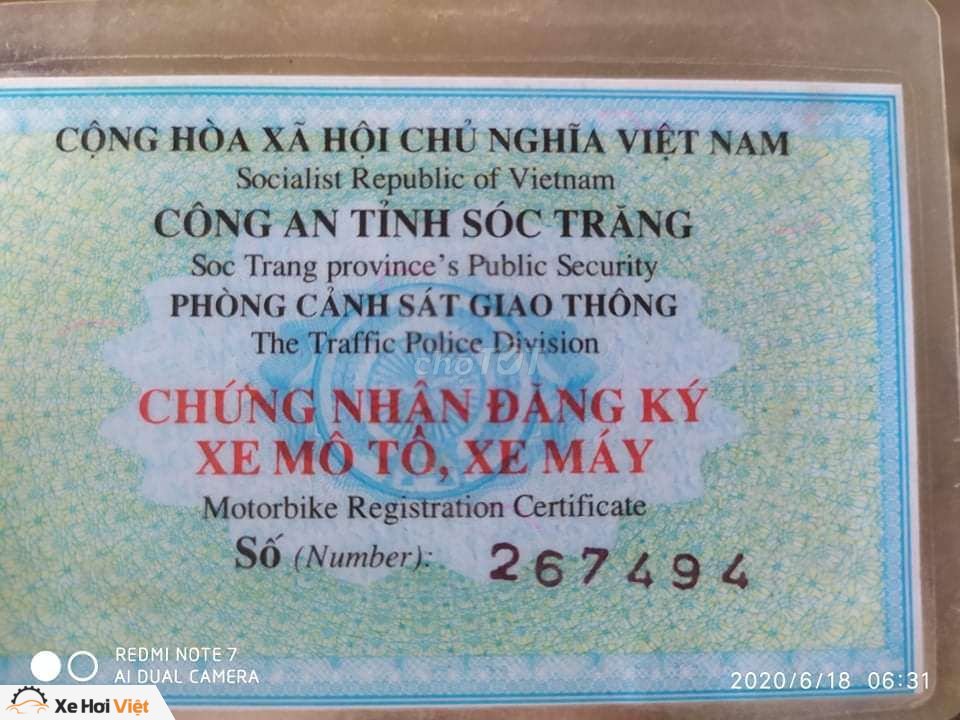 CỘNG HÒA XÃ HỘI CHỦ NGHĨA VIỆT NAM
Socialist Republic of Vietnam
CÔNG AN TỈNH SÓC TRĂNG
Soc Trang province's Public Security
PHÒNG CẢNH SÁT GIAO THÔNG
The Traffic Police Division
chợTỐT
CHỨNG NHẬN ĐĂNG KÝ
XE MÔ TÔ, XE MÁY
Motorbike Registration Certificate
Số (Number): 267494
REDMI NOTE 7
AI DUAL CAMERA
2020/6/18 06:31
Xe Hơi Việt